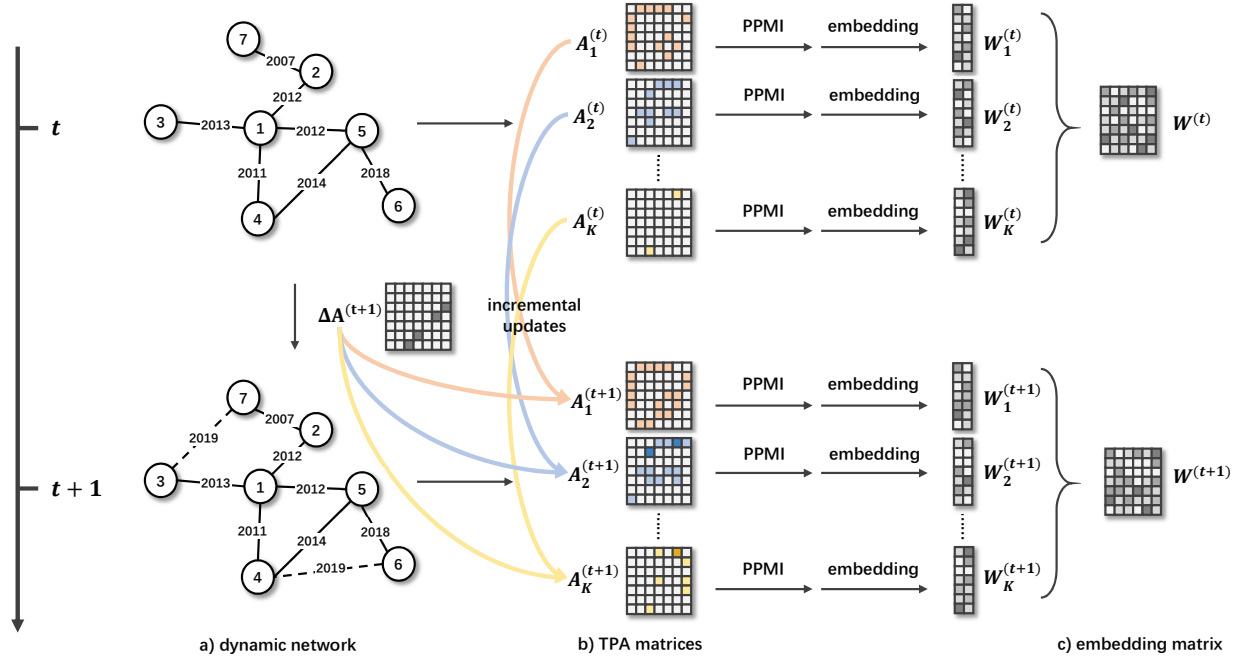 t
7
2007
2
2012
3
2013
1
2012
5
2011
2014
2018
4
6
A_1^(t)
PPMI
embedding
W_1^(t)
A_2^(t)
PPMI
embedding
W_2^(t)
A_K^(t)
PPMI
embedding
W_K^(t)
W^(t)
ΔA^(t+1)
incremental
updates
t + 1
7
2007
2
2019
2012
3
2013
1
2012
5
2011
2014
2018
4
2019
6
A_1^(t+1)
PPMI
embedding
W_1^(t+1)
A_2^(t+1)
PPMI
embedding
W_2^(t+1)
A_K^(t+1)
PPMI
embedding
W_K^(t+1)
W^(t+1)
a) dynamic network
b) TPA matrices
c) embedding matrix